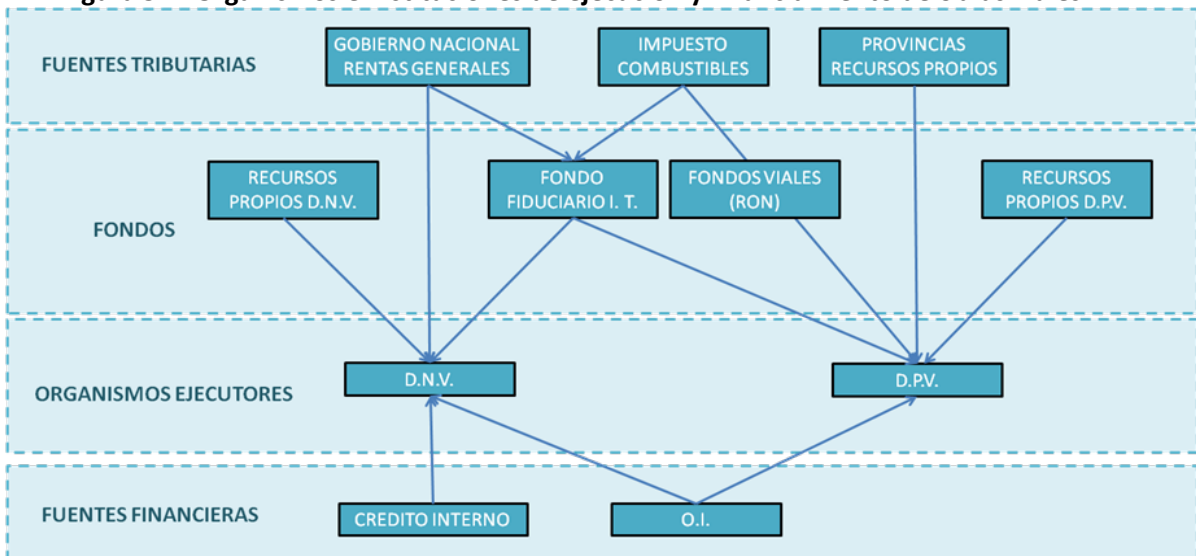 FUENTES TRIBUTARIAS
GOBIERNO NACIONAL
RENTAS GENERALES
IMPUESTO
COMBUSTIBLES
PROVINCIAS
RECURSOS PROPIOS
FONDOS
RECURSOS
PROPIOS D.N.V.
FONDO
FIDUCIARIO I. T.
FONDOS VIALES
(RON)
RECURSOS
PROPIOS D.P.V.
ORGANISMOS EJECUTORES
D.N.V.
D.P.V.
FUENTES FINANCIERAS
CREDITO INTERNO
O.I.